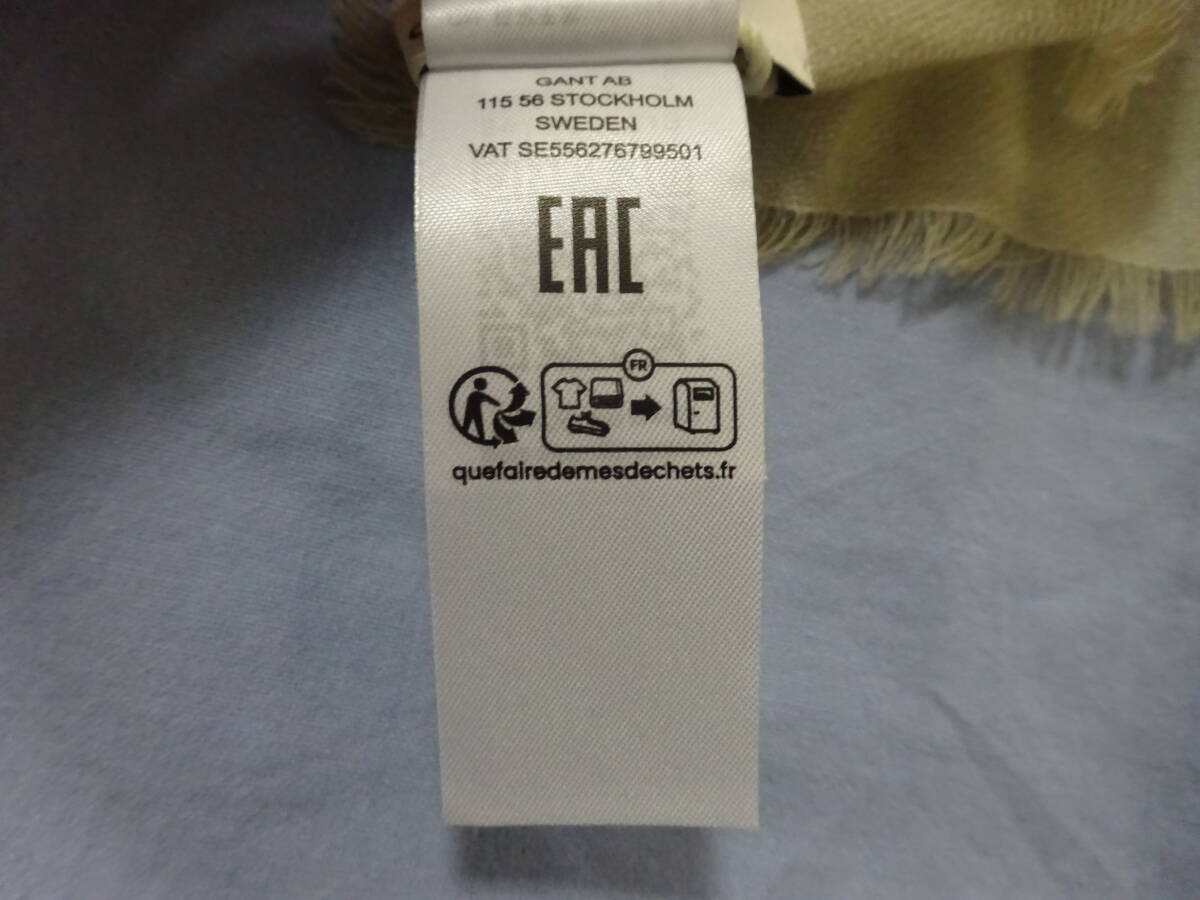 GANT AB
115 56 STOCKHOLM
SWEDEN
VAT SE556276799501
EAC
FR
quefairedemesdechets.fr